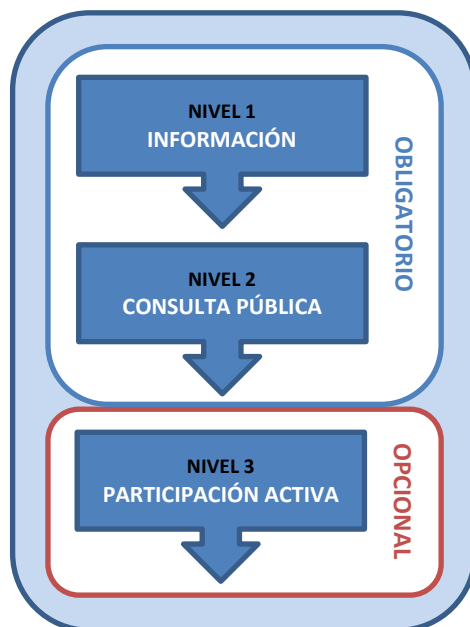 NIVEL 1
INFORMACIÓN
OBLIGATORIO
NIVEL 2
CONSULTA PÚBLICA
NIVEL 3
PARTICIPACIÓN ACTIVA
OPCIONAL